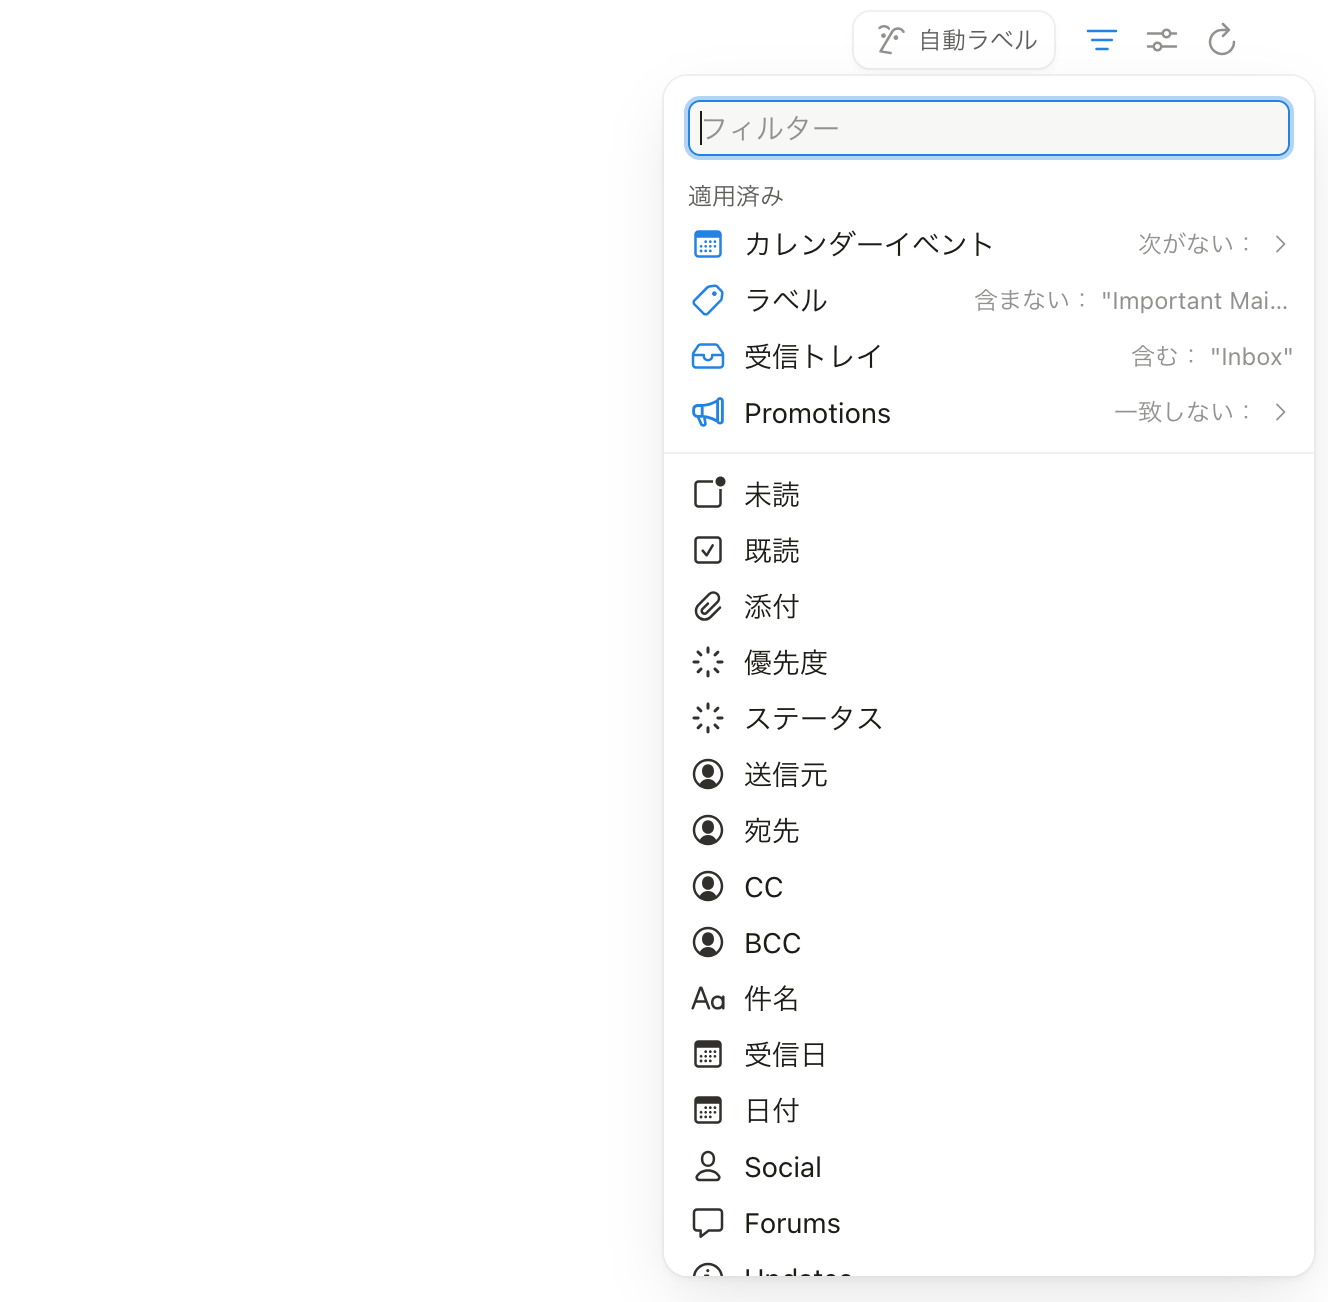 自動ラベル
フィルター
適用済み
カレンダーイベント 次がない：
ラベル 含まない： "Important Mai...
受信トレイ 含む： "Inbox"
Promotions 一致しない：
未読
既読
添付
優先度
ステータス
送信元
宛先
CC
BCC
Aa 件名
受信日
日付
Social
Forums
Updates